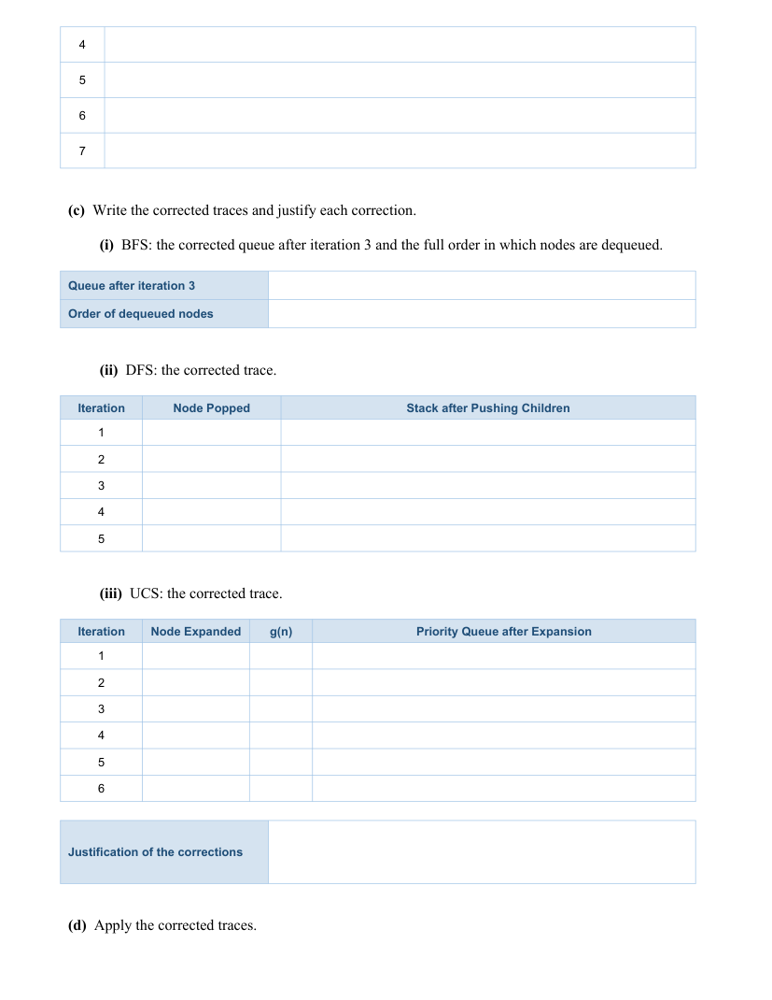 4
5
6
7
(c) Write the corrected traces and justify each correction.
(i) BFS: the corrected queue after iteration 3 and the full order in which nodes are dequeued.
Queue after iteration 3
Order of dequeued nodes
(ii) DFS: the corrected trace.
Iteration Node Popped Stack after Pushing Children
1
2
3
4
5
(iii) UCS: the corrected trace.
Iteration Node Expanded g(n) Priority Queue after Expansion
1
2
3
4
5
6
Justification of the corrections
(d) Apply the corrected traces.